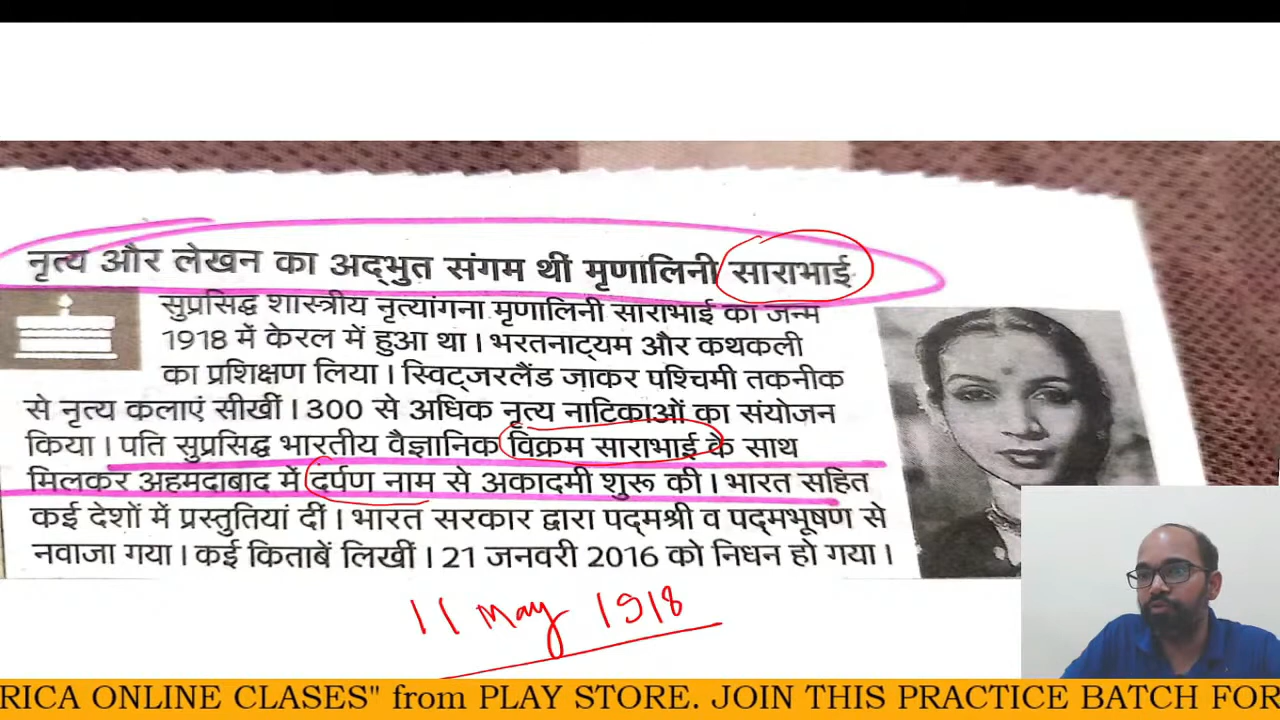 नृत्य और लेखन का अद्भुत संगम थीं मृणालिनी साराभाई
सुप्रसिद्ध शास्त्रीय नृत्यांगना मृणालिनी साराभाई का जन्म
1918 में केरल में हुआ था। भरतनाट्यम और कथकली
का प्रशिक्षण लिया। स्विट्जरलैंड जाकर पश्चिमी तकनीक
से नृत्य कलाएं सीखीं। 300 से अधिक नृत्य नाटिकाओं का संयोजन
किया। पति सुप्रसिद्ध भारतीय वैज्ञानिक विक्रम साराभाई के साथ
मिलकर अहमदाबाद में दर्पण नाम से अकादमी शुरू की। भारत सहित
कई देशों में प्रस्तुतियां दीं। भारत सरकार द्वारा पद्मश्री व पद्मभूषण से
नवाजा गया। कई किताबें लिखीं। 21 जनवरी 2016 को निधन हो गया।
11 May 1918
RICA ONLINE CLASES" from PLAY STORE. JOIN THIS PRACTICE BATCH FOR